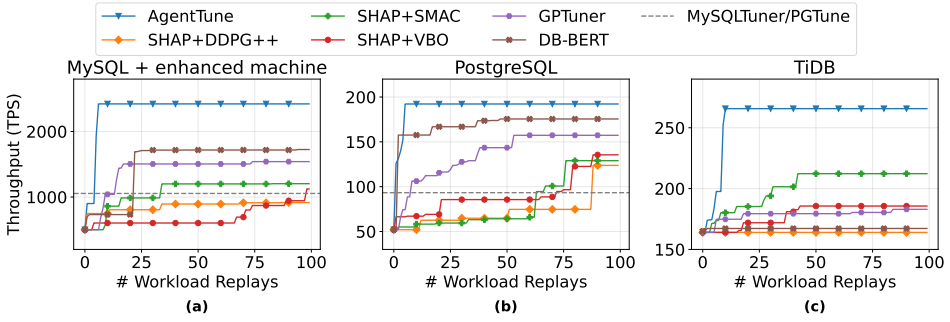 AgentTune SHAP+SMAC GPTuner MySQLTuner/PGTune
SHAP+DDPG++ SHAP+VBO DB-BERT
MySQL + enhanced machine PostgreSQL TiDB
Throughput (TPS)
2000
1000
0 25 50 75 100
# Workload Replays
(a)
200
150
100
50
0 25 50 75 100
# Workload Replays
(b)
250
200
150
0 25 50 75 100
# Workload Replays
(c)